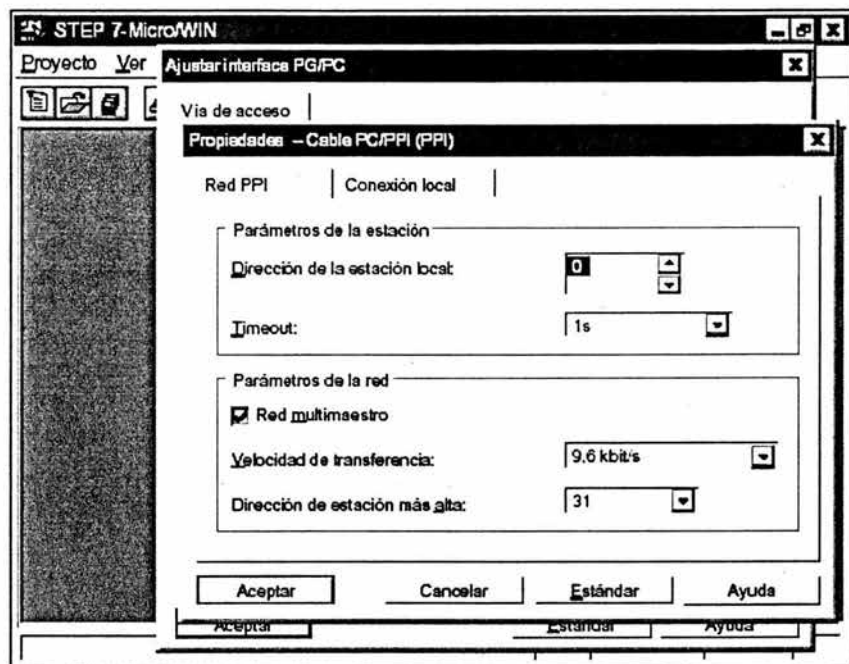 STEP 7-Micro/WIN
Proyecto Ver
Ajustar interface PG/PC
Vía de acceso
Propiedades – Cable PC/PPI (PPI)
Red PPI Conexión local
Parámetros de la estación
Dirección de la estación local: 0
Timeout: 1s
Parámetros de la red
Red multimaestro
Velocidad de transferencia: 9,6 kbit/s
Dirección de estación más alta: 31
Aceptar Cancelar Estándar Ayuda
Aceptar Estándar Ayuda